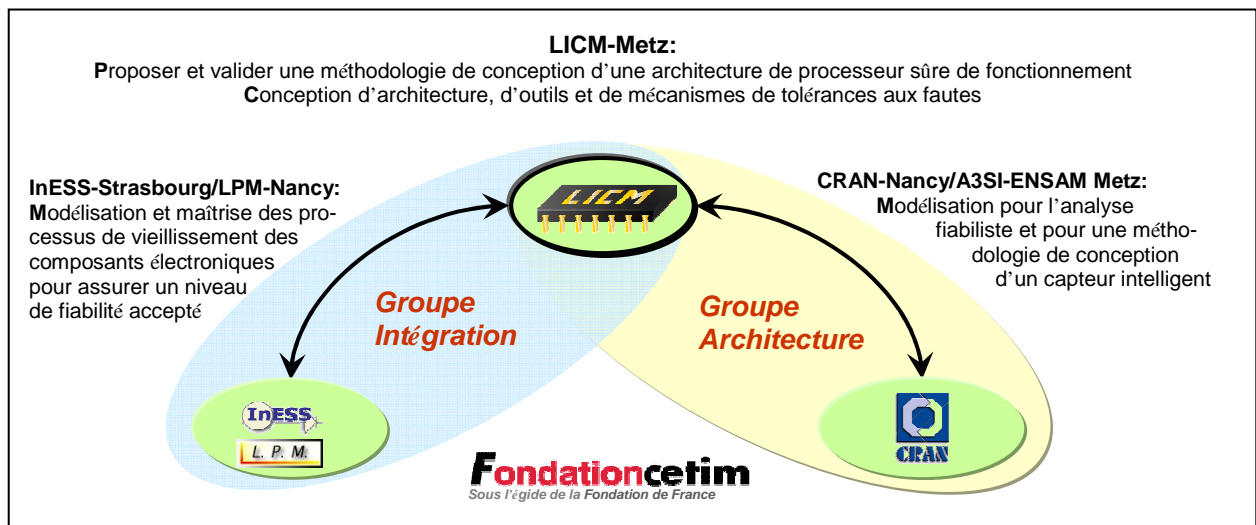 LICM-Metz:
Proposer et valider une méthodologie de conception d'une architecture de processeur sûre de fonctionnement
Conception d'architecture, d'outils et de mécanismes de tolérances aux fautes
LICM
InESS-Strasbourg/LPM-Nancy:
Modélisation et maîtrise des pro-
cessus de vieillissement des
composants électroniques
pour assurer un niveau
de fiabilité accepté
CRAN-Nancy/A3SI-ENSAM Metz:
Modélisation pour l'analyse
fiabiliste et pour une métho-
dologie de conception
d'un capteur intelligent
Groupe
Intégration
Groupe
Architecture
InESS
L. P. M.
CRAN
Fondationcetim
Sous l'égide de la Fondation de France